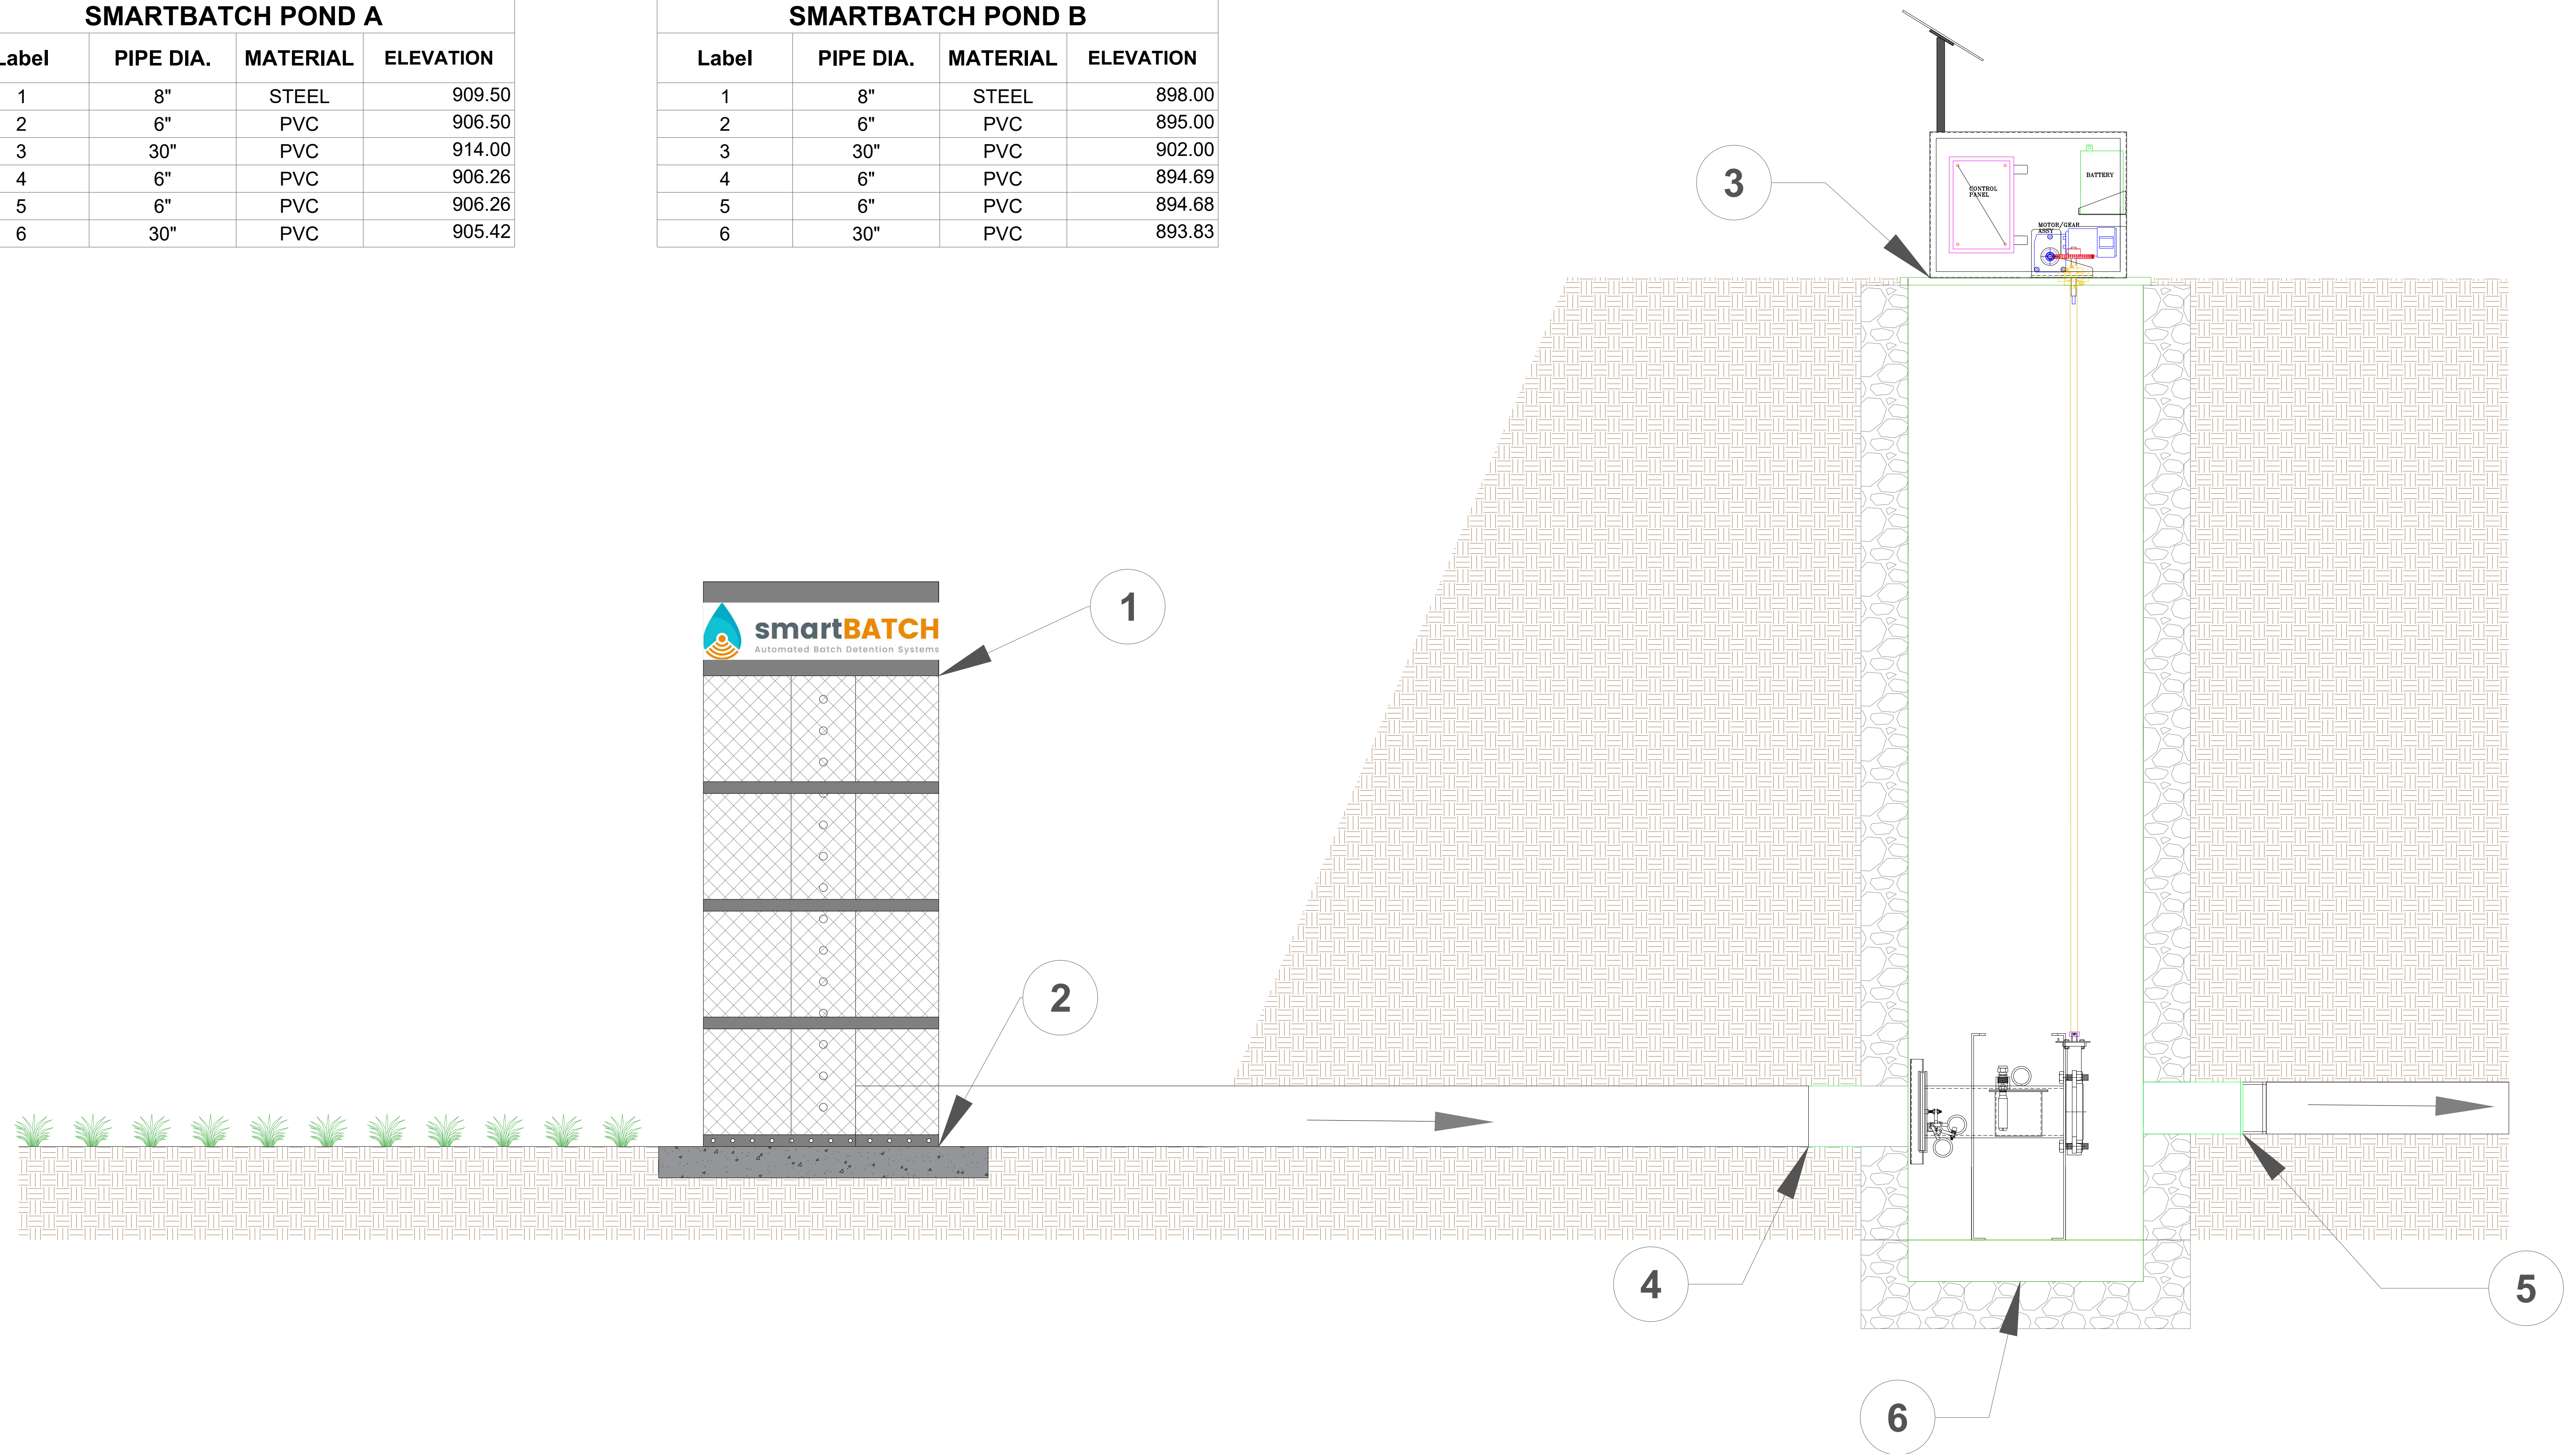 SMARTBATCH POND A
Label PIPE DIA. MATERIAL ELEVATION
1 8" STEEL 909.50
2 6" PVC 906.50
3 30" PVC 914.00
4 6" PVC 906.26
5 6" PVC 906.26
6 30" PVC 905.42
SMARTBATCH POND B
Label PIPE DIA. MATERIAL ELEVATION
1 8" STEEL 898.00
2 6" PVC 895.00
3 30" PVC 902.00
4 6" PVC 894.69
5 6" PVC 894.68
6 30" PVC 893.83
3
CONTROL
PANEL
BATTERY
MOTOR/GEAR
ASSY
1
smartBATCH
Automated Batch Detention Systems
2
4
5
6